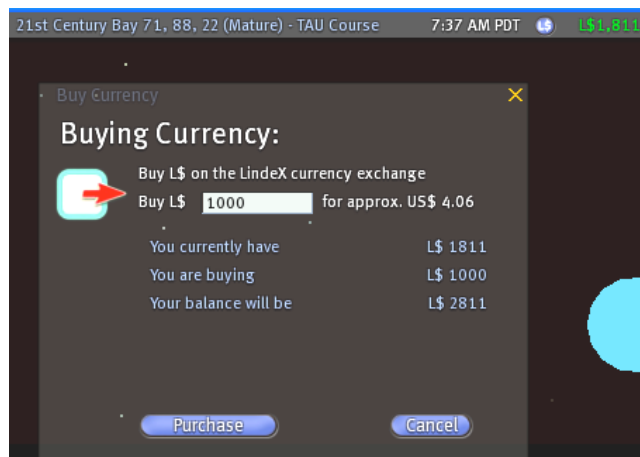 21st Century Bay 71, 88, 22 (Mature) - TAU Course 7:37 AM PDT L$ L$1,811
Buy Currency
Buying Currency:
Buy L$ on the LindeX currency exchange
Buy L$ 1000 for approx. US$ 4.06
You currently have L$ 1811
You are buying L$ 1000
Your balance will be L$ 2811
Purchase Cancel